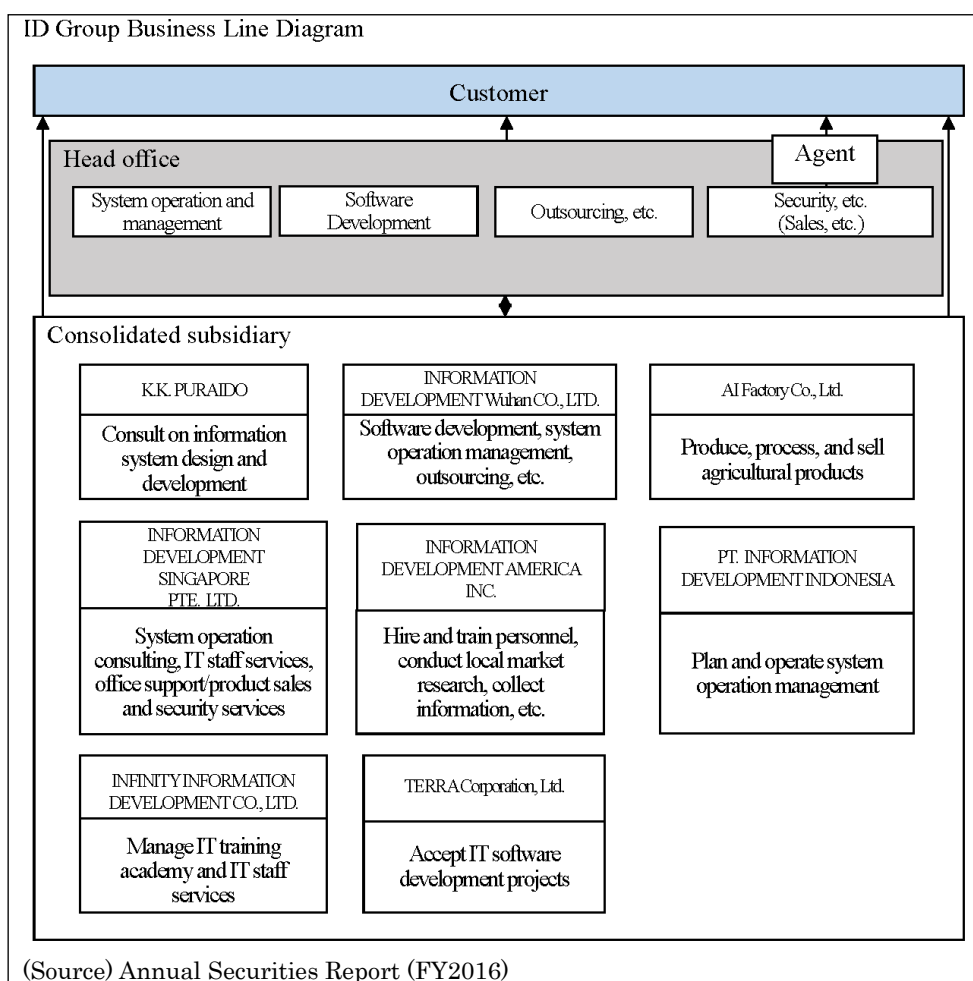 ID Group Business Line Diagram
Customer
Head office
Agent
System operation and
management
Software
Development
Outsourcing, etc.
Security, etc.
(Sales, etc.)
Consolidated subsidiary
K.K. PURAIDO
Consult on information
system design and
development
INFORMATION
DEVELOPMENT Wuhan CO., LTD.
Software development, system
operation management,
outsourcing, etc.
AI Factory Co., Ltd.
Produce, process, and sell
agricultural products
INFORMATION
DEVELOPMENT
SINGAPORE
PTE. LTD.
System operation
consulting, IT staff services,
office support/product sales
and security services
INFORMATION
DEVELOPMENT AMERICA
INC.
Hire and train personnel,
conduct local market
research, collect
information, etc.
PT. INFORMATION
DEVELOPMENT INDONESIA
Plan and operate system
operation management
INFINITY INFORMATION
DEVELOPMENT CO., LTD.
Manage IT training
academy and IT staff
services
TERRA Corporation, Ltd.
Accept IT software
development projects
(Source) Annual Securities Report (FY2016)